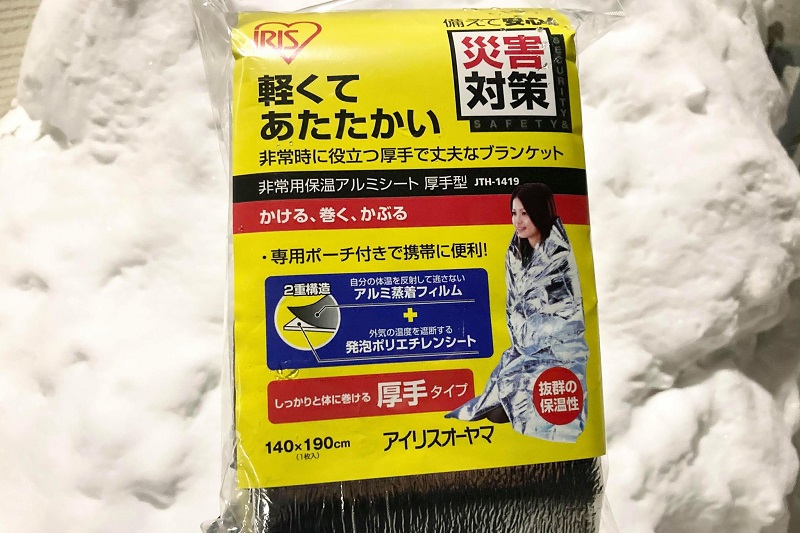 IRIS
備えて安心
災害
対策
SECURITY &
SAFETY
軽くて
あたたかい
非常時に役立つ厚手で丈夫なブランケット
非常用保温アルミシート 厚手型 JTH-1419
かける、巻く、かぶる
・専用ポーチ付きで携帯に便利!
2重構造
自分の体温を反射して逃さない
アルミ蒸着フィルム
+
外気の温度を遮断する
発泡ポリエチレンシート
しっかりと体に巻ける 厚手タイプ
抜群の
保温性
140×190cm
(1枚入)
アイリスオーヤマ